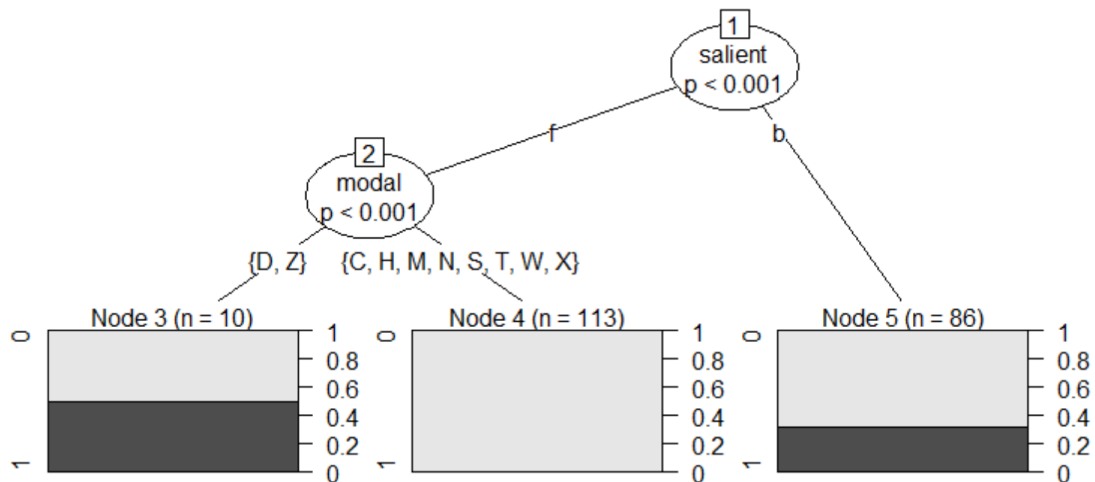 1
salient
p < 0.001
f
b
2
modal
p < 0.001
{D, Z}
{C, H, M, N, S, T, W, X}
Node 3 (n = 10)
0
1
1
0.8
0.6
0.4
0.2
0
Node 4 (n = 113)
0
1
1
0.8
0.6
0.4
0.2
0
Node 5 (n = 86)
0
1
1
0.8
0.6
0.4
0.2
0